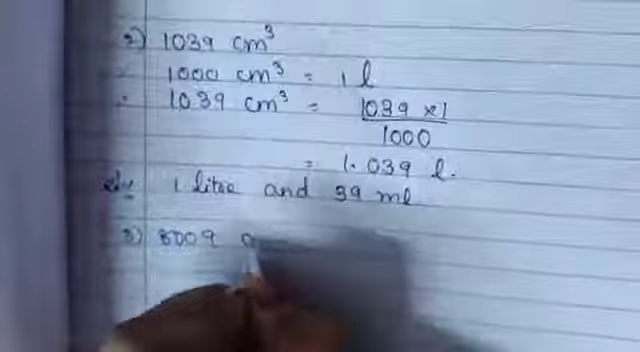 2) 1039 cm³
∵ 1000 cm³ = 1 l
∴ 1039 cm³ = 1039 × 1
1000
= 1.039 l.
1 litre and 39 ml
3) 8009